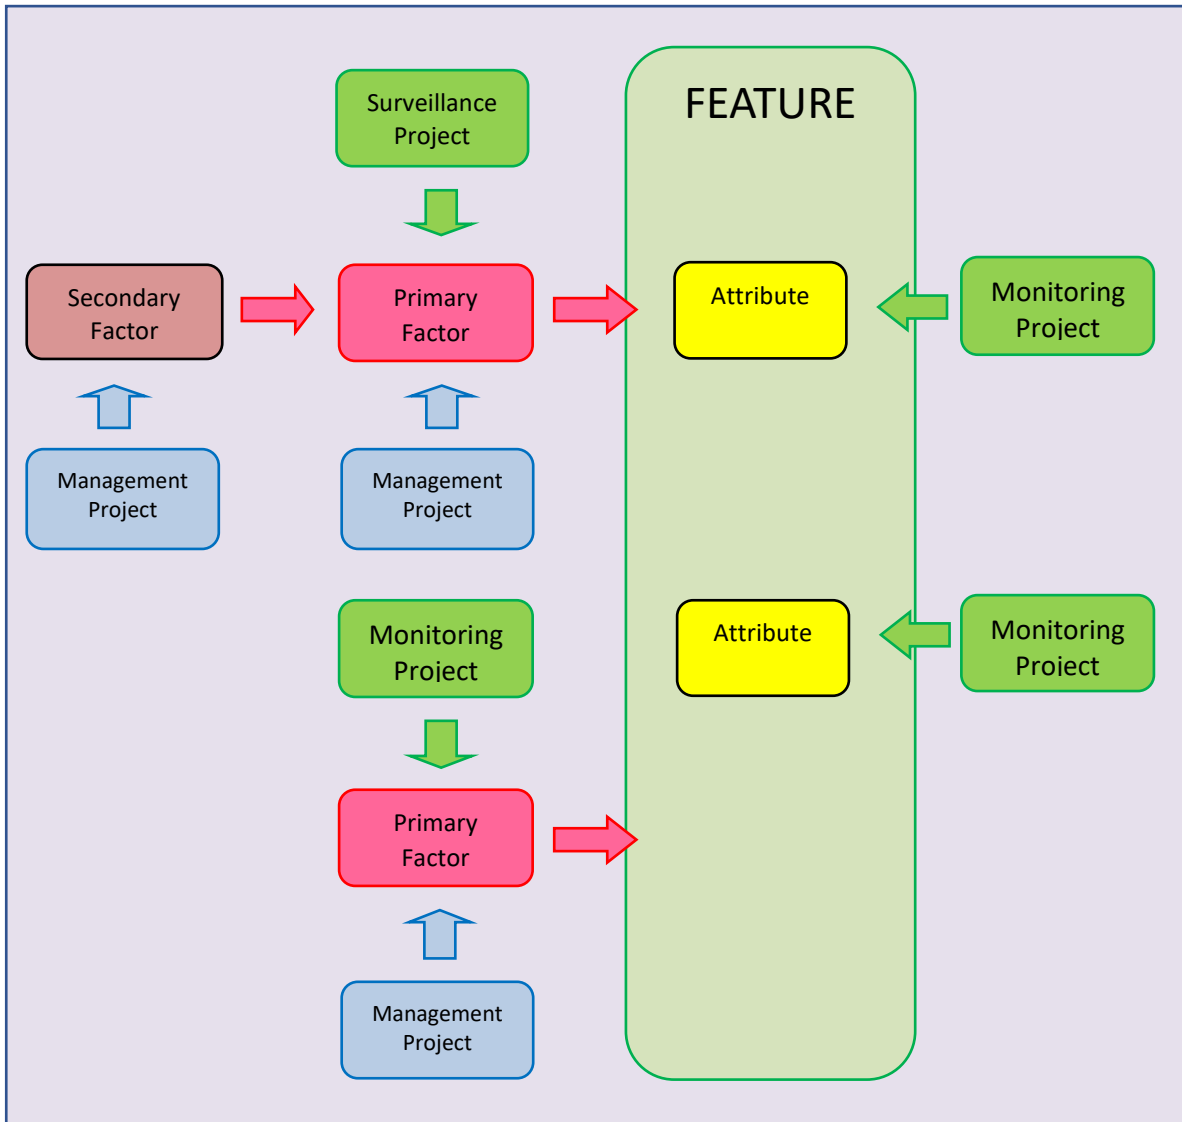 FEATURE
Surveillance
Project
Secondary
Factor
Primary
Factor
Attribute
Monitoring
Project
Management
Project
Management
Project
Monitoring
Project
Attribute
Monitoring
Project
Primary
Factor
Management
Project